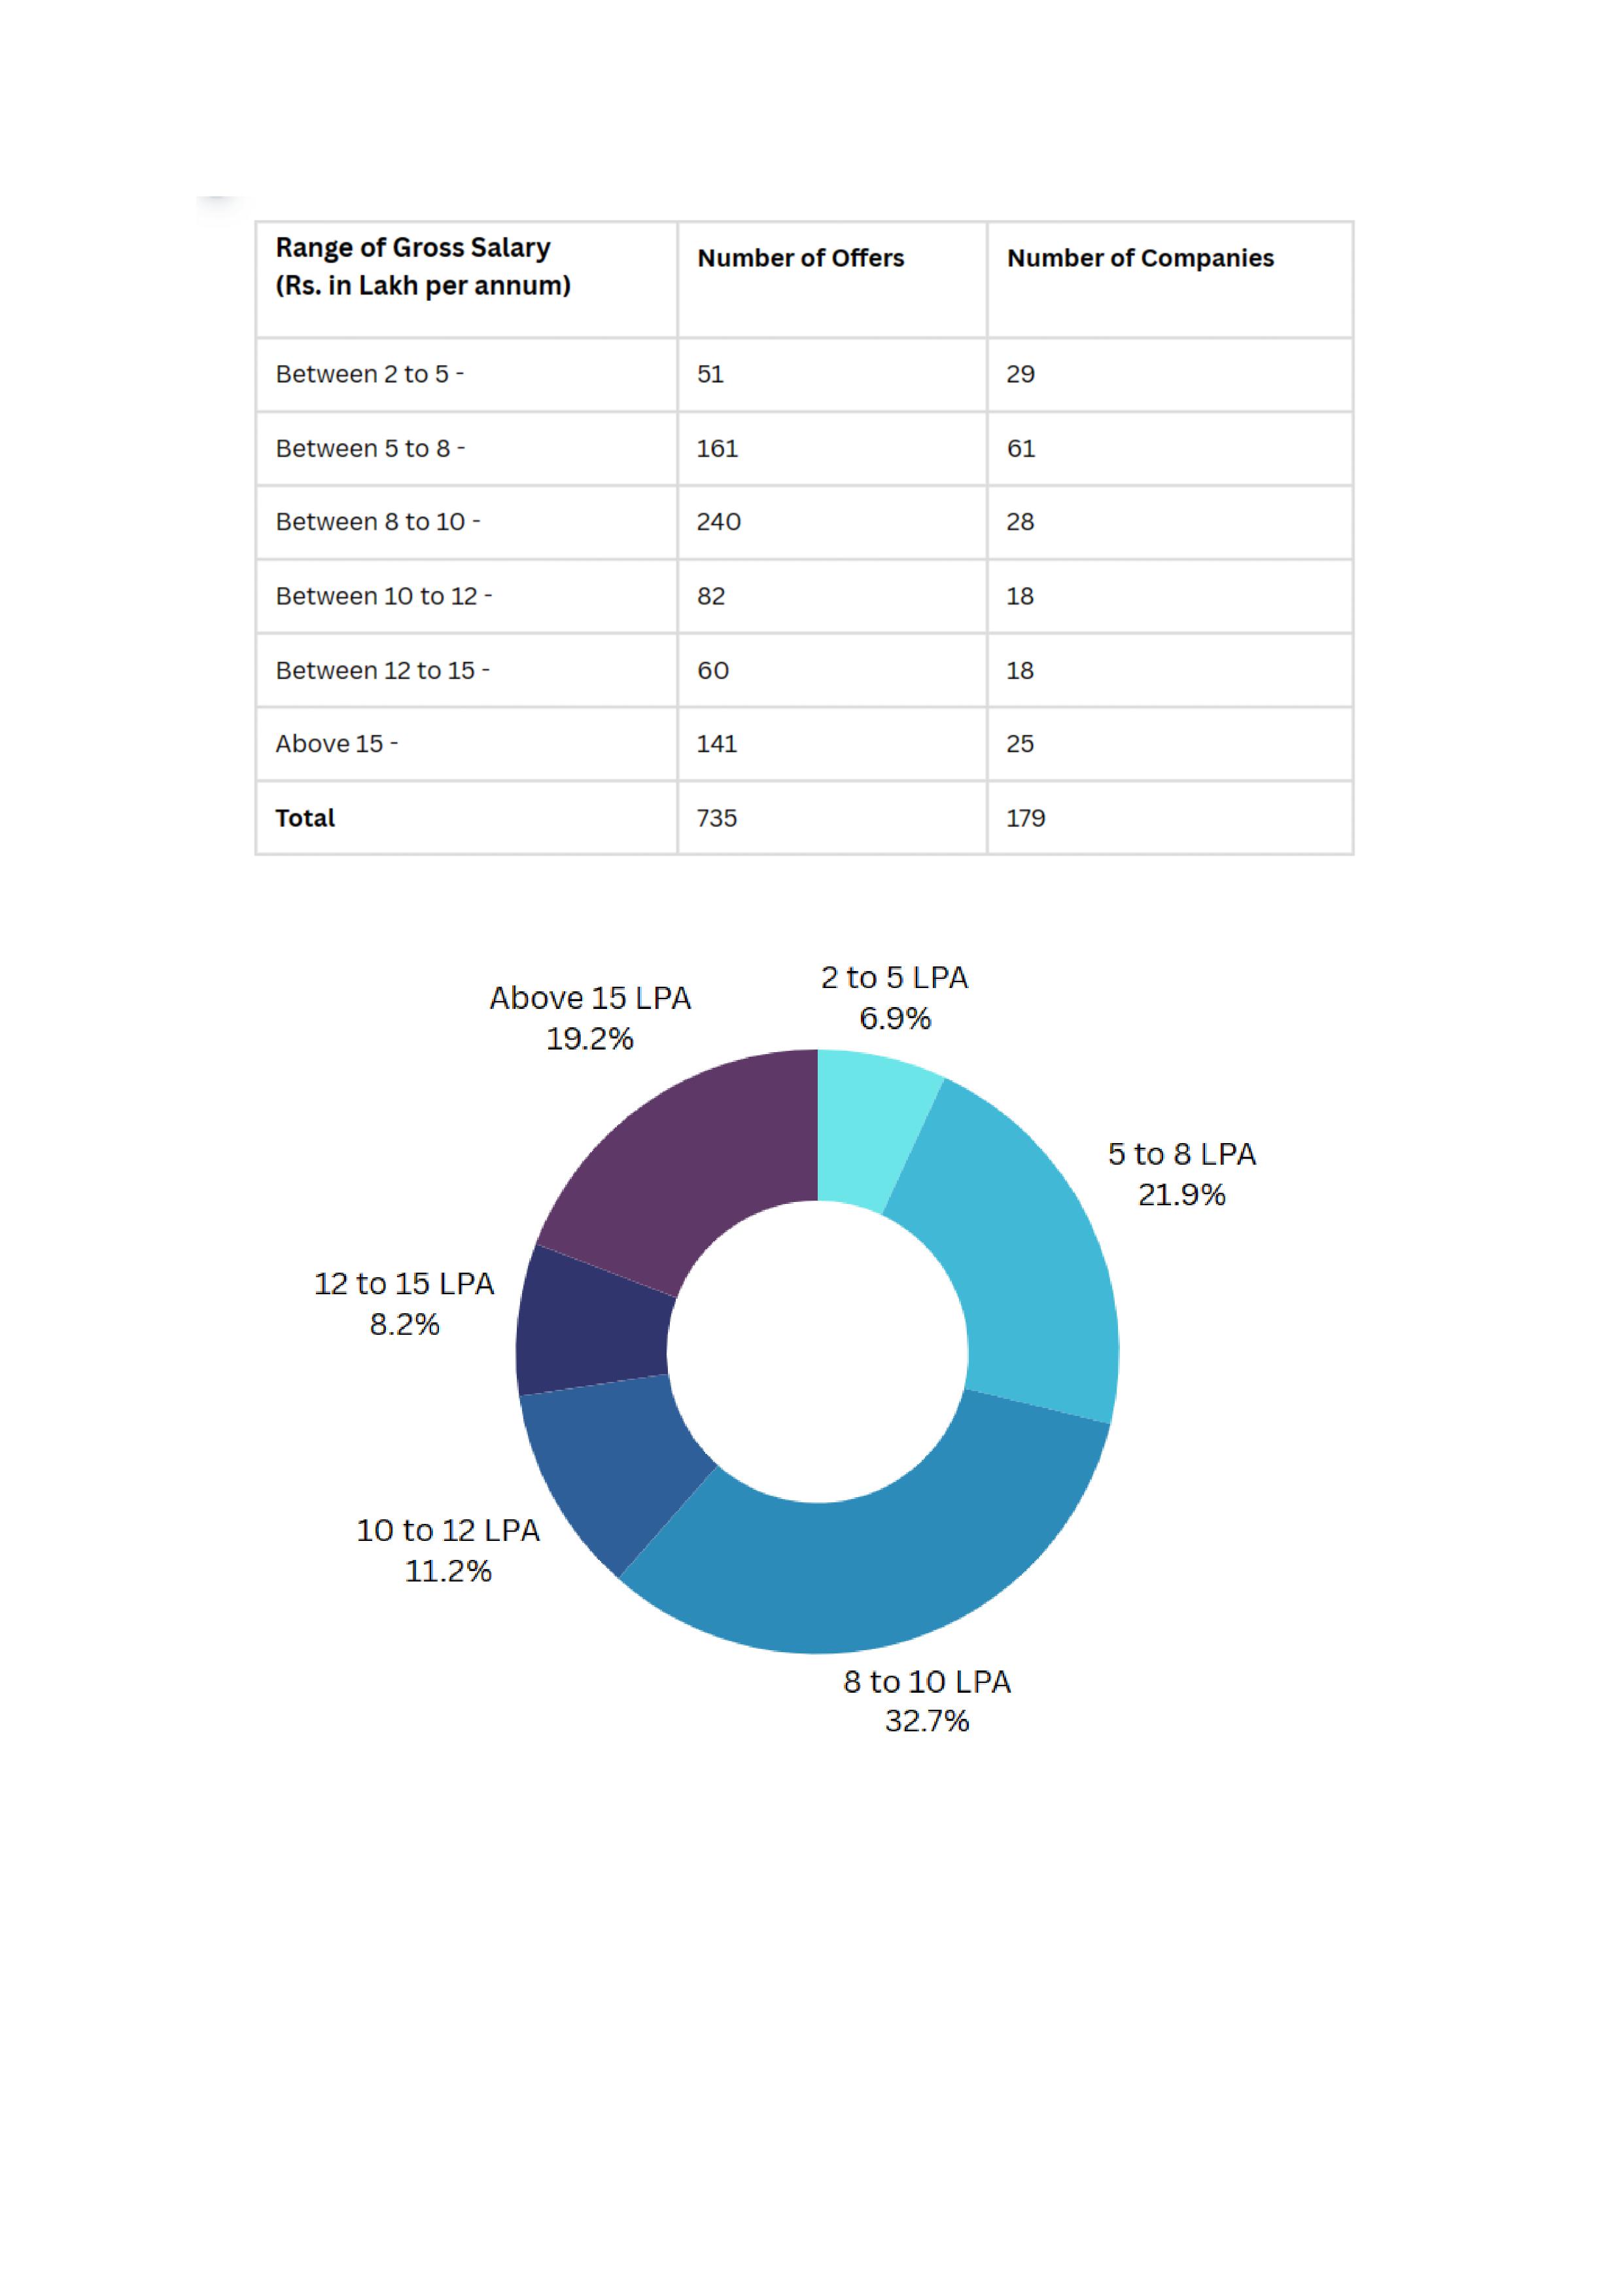 Range of Gross Salary
(Rs. in Lakh per annum)
Number of Offers
Number of Companies
Between 2 to 5 - 51 29
Between 5 to 8 - 161 61
Between 8 to 10 - 240 28
Between 10 to 12 - 82 18
Between 12 to 15 - 60 18
Above 15 - 141 25
Total 735 179
2 to 5 LPA
6.9%
Above 15 LPA
19.2%
5 to 8 LPA
21.9%
12 to 15 LPA
8.2%
10 to 12 LPA
11.2%
8 to 10 LPA
32.7%